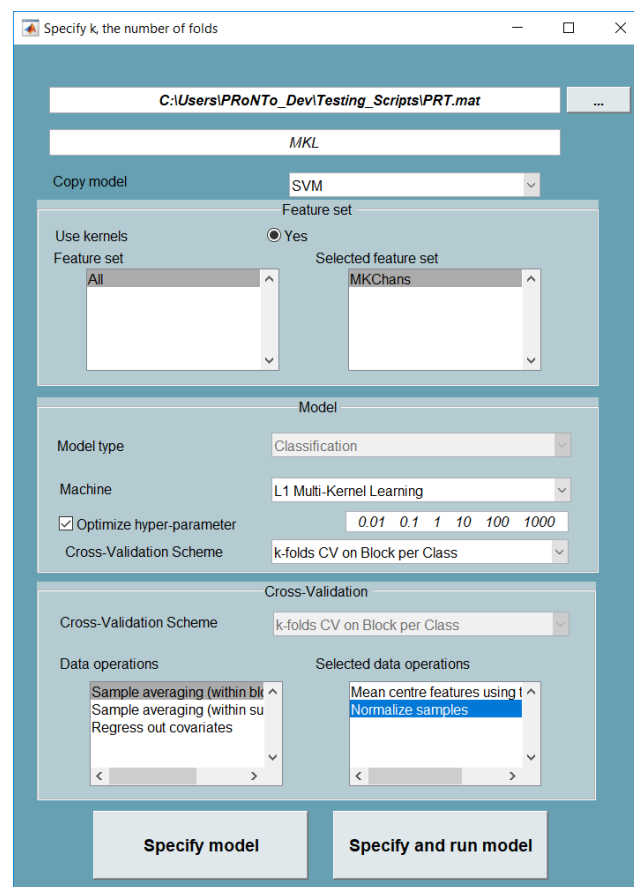 Specify k, the number of folds
C:\Users\PRoNTo_Dev\Testing_Scripts\PRT.mat ...
MKL
Copy model SVM
Feature set
Use kernels Yes
Feature set Selected feature set
All MKChans
Model
Model type Classification
Machine L1 Multi-Kernel Learning
Optimize hyper-parameter 0.01 0.1 1 10 100 1000
Cross-Validation Scheme k-folds CV on Block per Class
Cross-Validation
Cross-Validation Scheme k-folds CV on Block per Class
Data operations Selected data operations
Sample averaging (within blo Mean centre features using t
Sample averaging (within su Normalize samples
Regress out covariates
Specify model Specify and run model